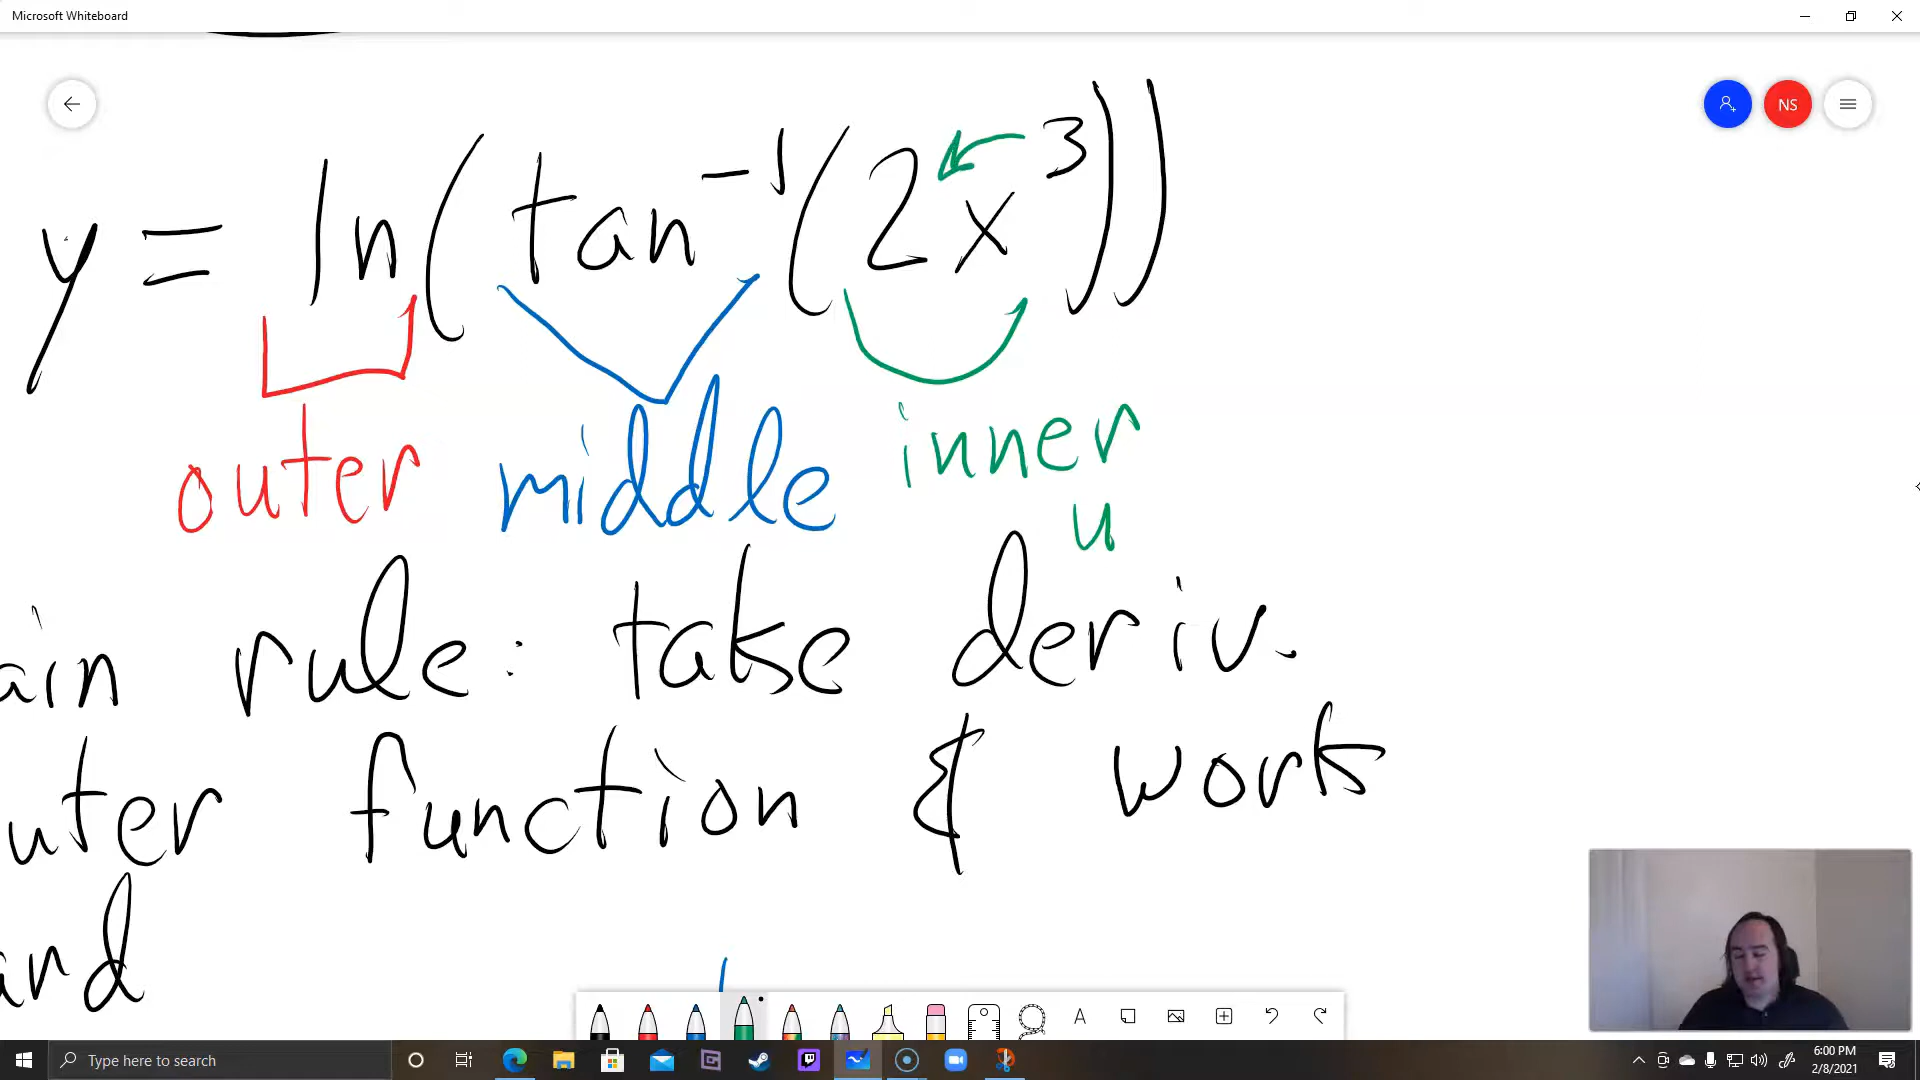 Microsoft Whiteboard
NS
y = ln(tan⁻¹(2x³))
outer middle inner
u
ain rule: take deriv.
uter function & work
ard
A
Type here to search
6:00 PM
2/8/2021